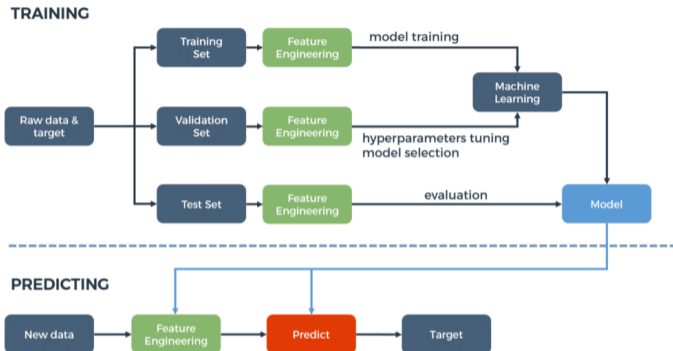 TRAINING
Training
Set
Feature
Engineering
model training
Machine
Learning
Raw data &
target
Validation
Set
Feature
Engineering
hyperparameters tuning
model selection
Test Set
Feature
Engineering
evaluation
Model
PREDICTING
New data
Feature
Engineering
Predict
Target